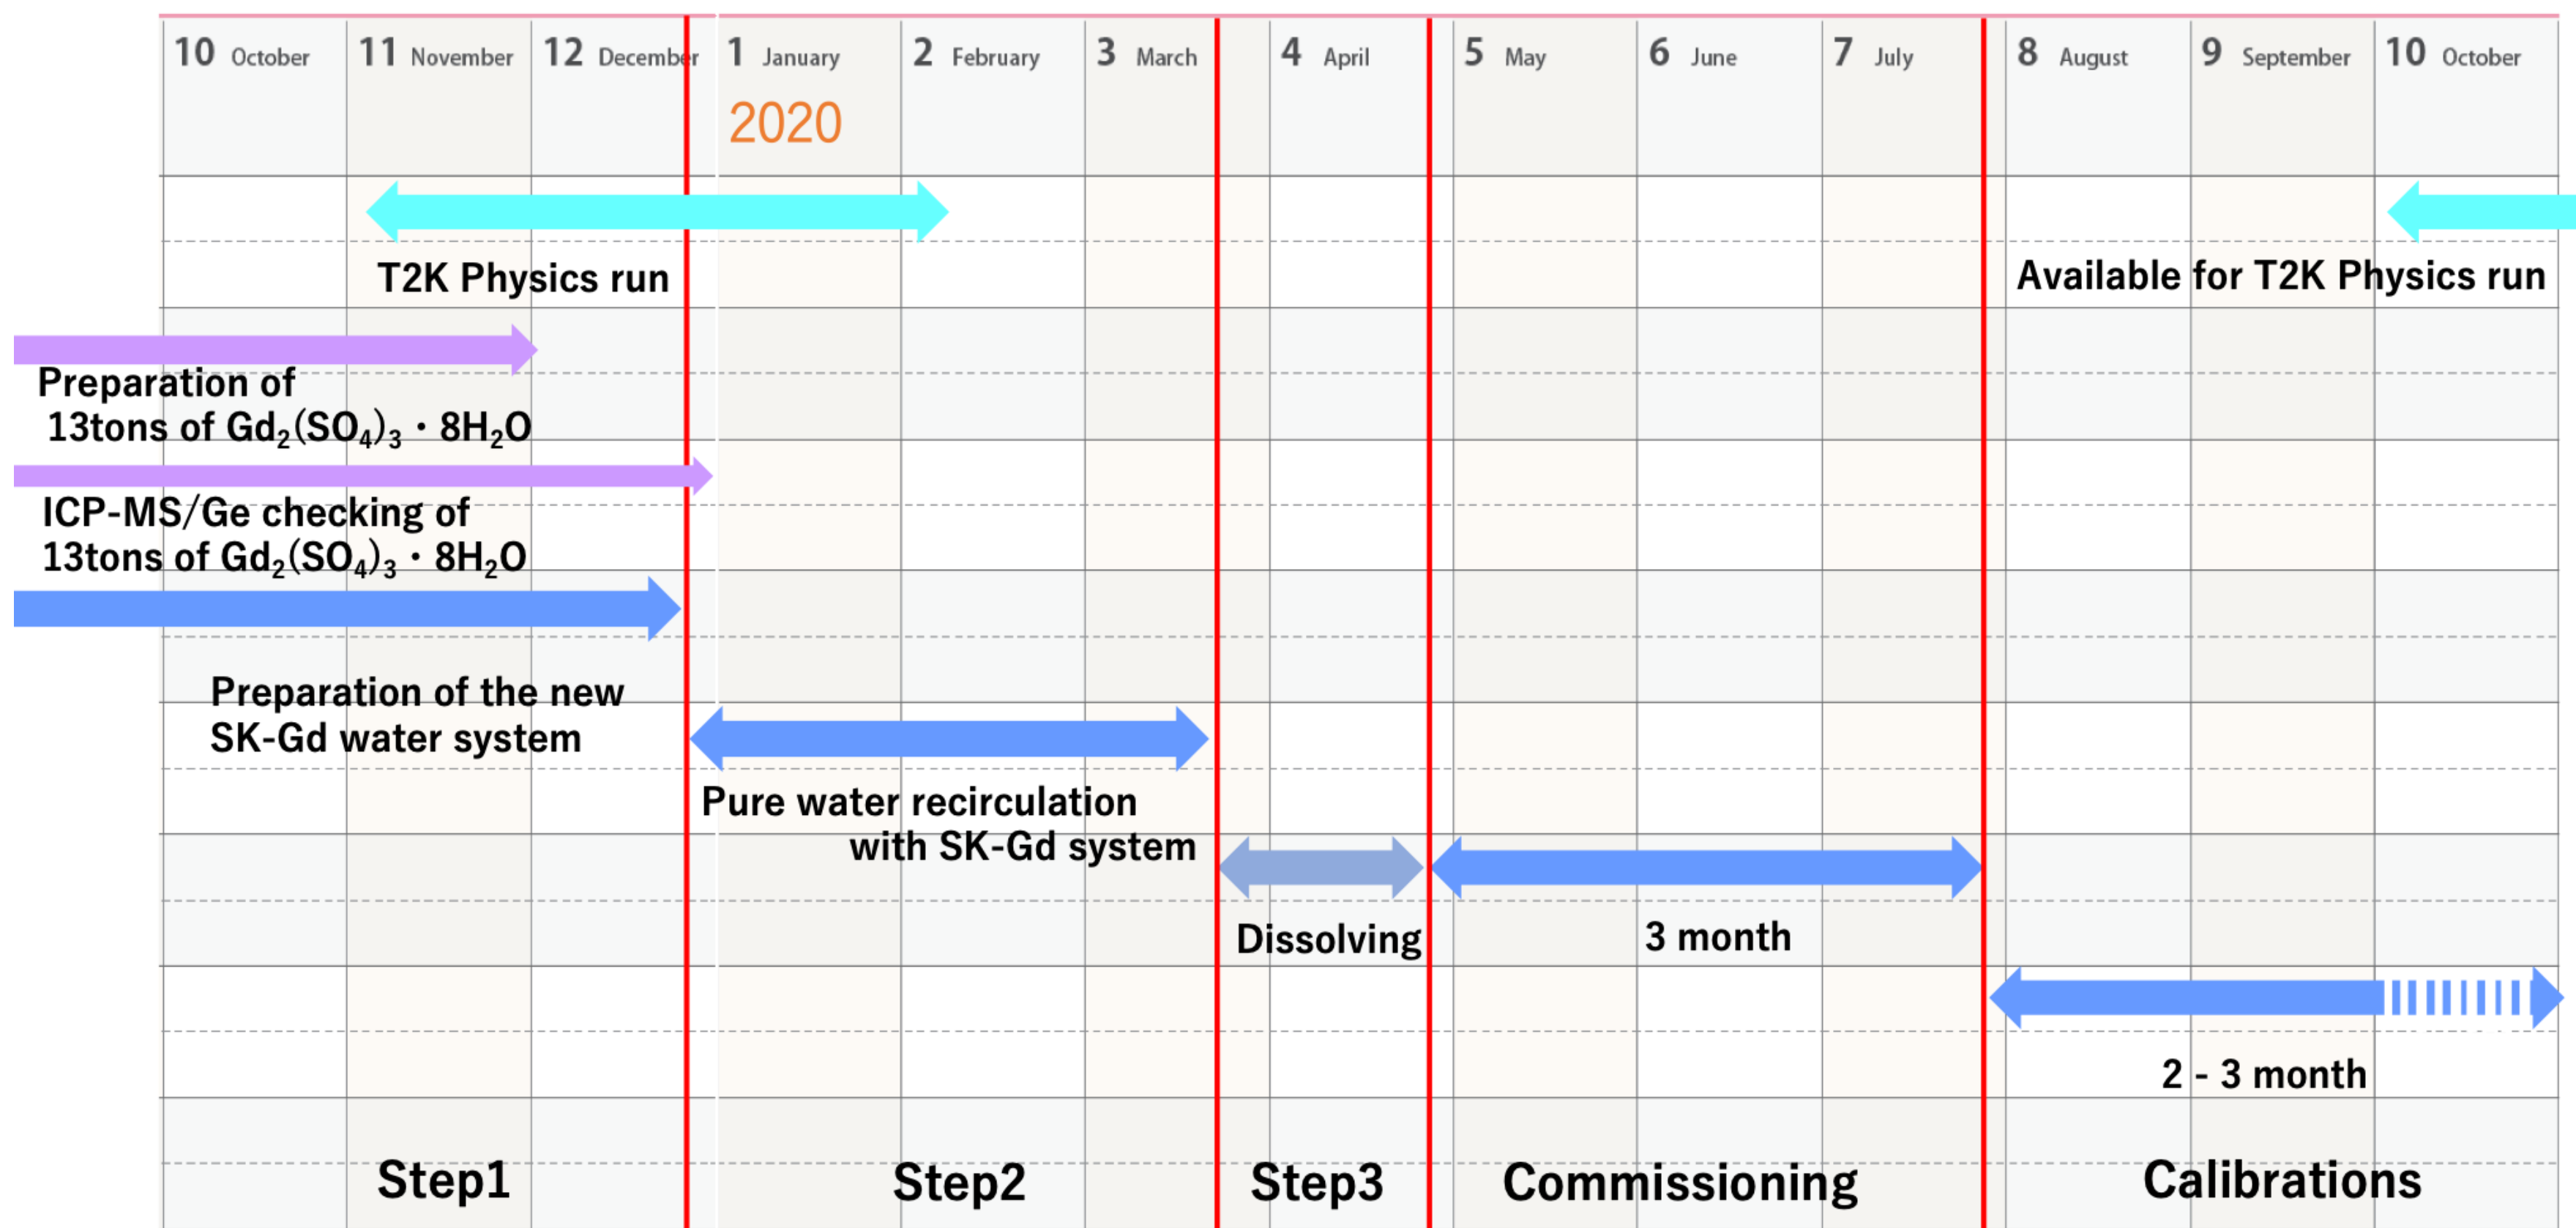 10 October 11 November 12 December 1 January 2 February 3 March 4 April 5 May 6 June 7 July 8 August 9 September 10 October
2020
T2K Physics run
Available for T2K Physics run
Preparation of
13tons of Gd₂(SO₄)₃・8H₂O
ICP-MS/Ge checking of
13tons of Gd₂(SO₄)₃・8H₂O
Preparation of the new
SK-Gd water system
Pure water recirculation
with SK-Gd system
Dissolving
3 month
2 - 3 month
Step1 Step2 Step3 Commissioning Calibrations